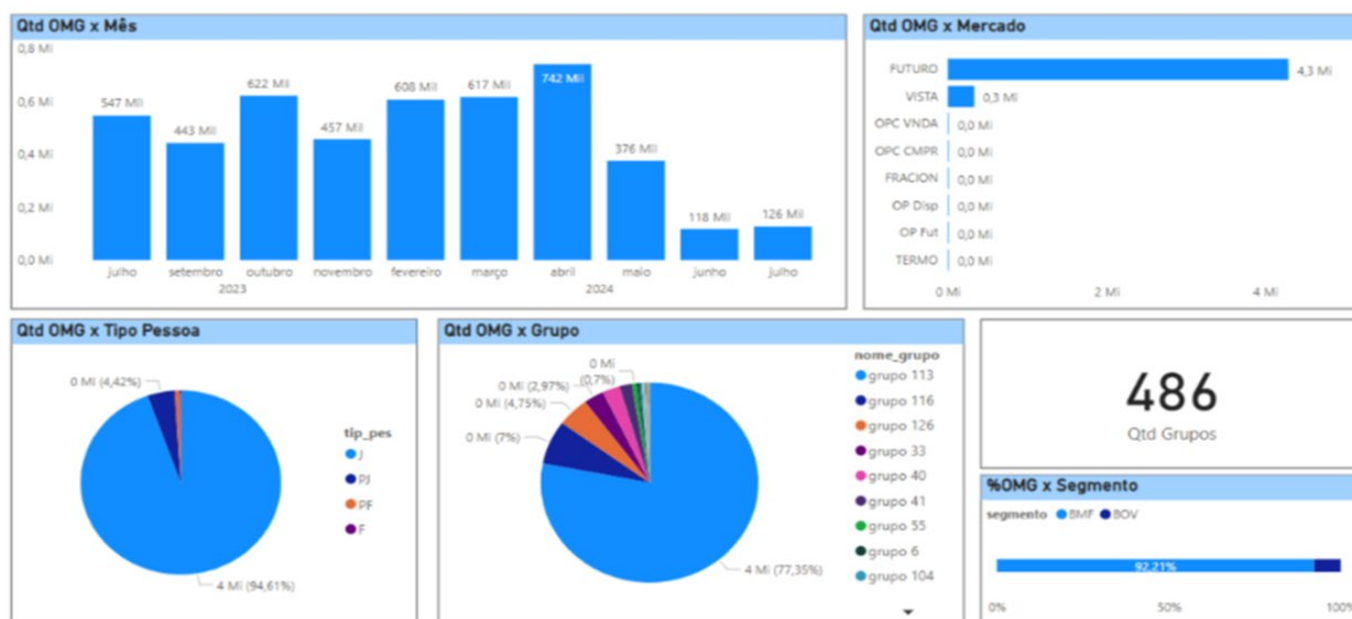 Qtd OMG x Mês
0,8 Mi
0,6 Mi
0,4 Mi
0,2 Mi
0,0 Mi
547 Mil
443 Mil
622 Mil
457 Mil
608 Mil
617 Mil
742 Mil
376 Mil
118 Mil
126 Mil
julho setembro outubro novembro fevereiro março abril maio junho julho
2023 2024
Qtd OMG x Mercado
FUTURO 4,3 Mi
VISTA 0,3 Mi
OPC VNDA 0,0 Mi
OPC CMPR 0,0 Mi
FRACION 0,0 Mi
OP Disp 0,0 Mi
OP Fut 0,0 Mi
TERMO 0,0 Mi
0 Mi 2 Mi 4 Mi
Qtd OMG x Tipo Pessoa
0 Mi (4,42%)
4 Mi (94,61%)
tip_pes
J
PJ
PF
F
Qtd OMG x Grupo
0 Mi
(0,7%)
0 Mi (2,97%)
0 Mi (4,75%)
0 Mi (7%)
4 Mi (77,35%)
nome_grupo
grupo 113
grupo 116
grupo 126
grupo 33
grupo 40
grupo 41
grupo 55
grupo 6
grupo 104
486
Qtd Grupos
%OMG x Segmento
segmento BMF BOV
92,21%
0% 50% 100%